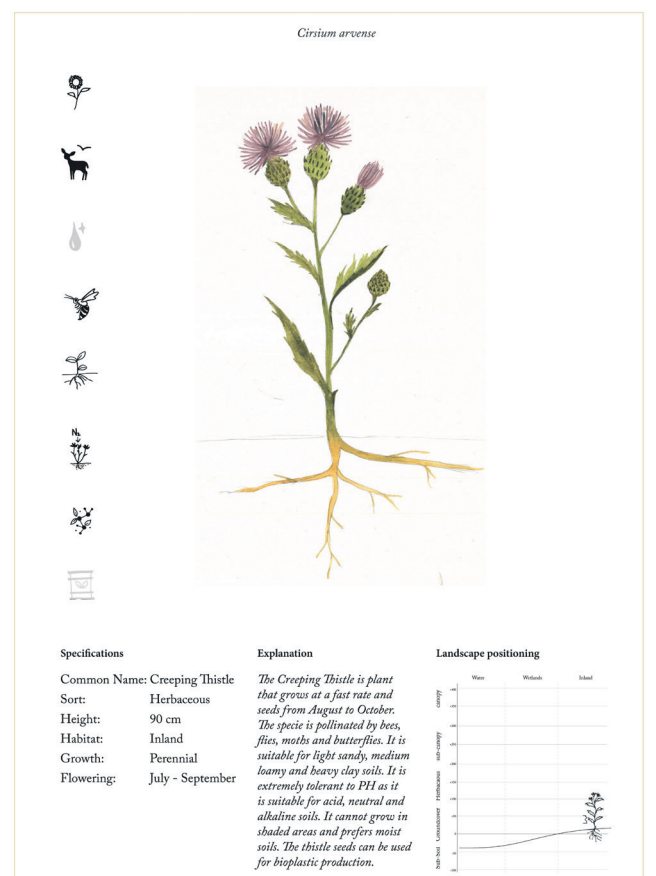 Cirsium arvense
N₂
Specifications
Common Name: Creeping Thistle
Sort: Herbaceous
Height: 90 cm
Habitat: Inland
Growth: Perennial
Flowering: July - September
Explanation
The Creeping Thistle is plant
that grows at a fast rate and
seeds from August to October.
The specie is pollinated by bees,
flies, moths and butterflies. It is
suitable for light sandy, medium
loamy and heavy clay soils. It is
extremely tolerant to PH as it
is suitable for acid, neutral and
alkaline soils. It cannot grow in
shaded areas and prefers moist
soils. The thistle seeds can be used
for bioplastic production.
Landscape positioning
Water Wetlands Inland
canopy
sub-canopy
Herbaceous
Groundcover
Sub-Soil
0